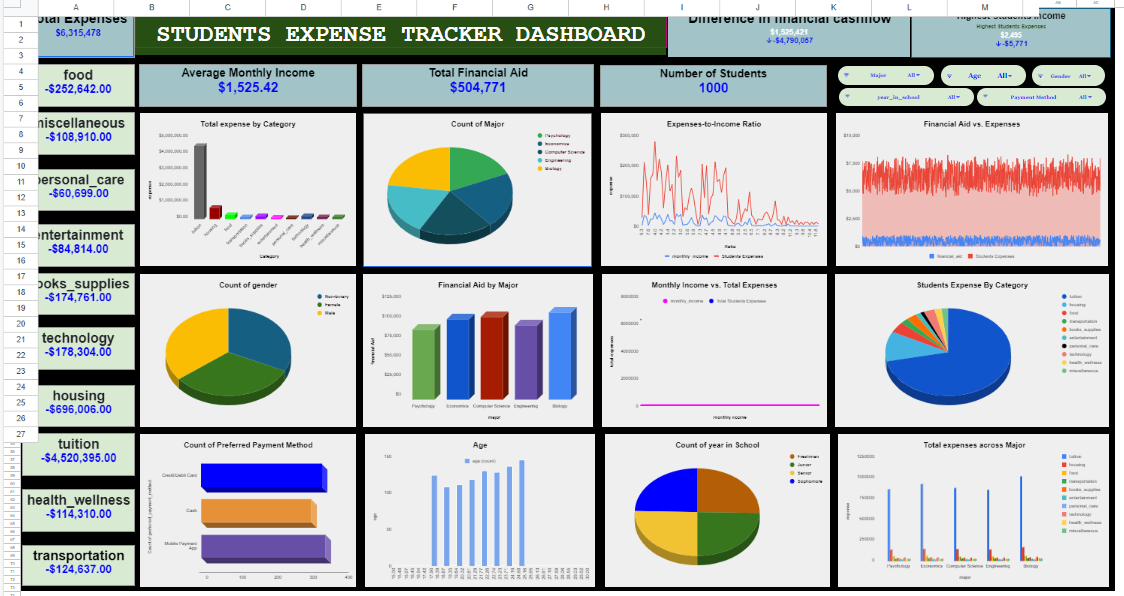 A B C D E F G H I J K L M
1
2
3
4
5
6
7
8
9
10
11
12
13
14
15
16
17
18
19
20
21
22
23
24
25
26
27
otal Expenses
$6,315,478
STUDENTS EXPENSE TRACKER DASHBOARD
Difference in financial cashflow
$1,525,421
-$4,790,057
Highest Students Income
Highest Students Expenses
$2,495
-$5,771
food
-$252,642.00
miscellaneous
-$108,910.00
personal_care
-$60,699.00
entertainment
-$84,814.00
ooks_supplies
-$174,761.00
technology
-$178,304.00
housing
-$696,006.00
tuition
-$4,520,395.00
health_wellness
-$114,310.00
transportation
-$124,637.00
Average Monthly Income
$1,525.42
Total Financial Aid
$504,771
Number of Students
1000
Major All
Age All
Gender All
year_in_school All
Payment Method All
Total expense by Category
$5,000,000.00
$4,000,000.00
$3,000,000.00
$2,000,000.00
$1,000,000.00
$0.00
expense
tuition
housing
food
transportation
books_supplies
entertainment
personal_care
technology
health_wellness
miscellaneous
Category
Count of Major
Psychology
Economics
Computer Science
Engineering
Biology
Expenses-to-Income Ratio
$300,000
$200,000
$100,000
$0
expense
Ratio
monthly_income
Students Expenses
Financial Aid vs. Expenses
$10,000
$7,500
$5,000
$2,500
$0
financial_aid
Students Expenses
Count of gender
Non-binary
Female
Male
Financial Aid by Major
$125,000
$100,000
$75,000
$50,000
$25,000
$0
Financial Aid
Psychology
Economics
Computer Science
Engineering
Biology
major
Monthly Income vs. Total Expenses
monthly_income
Total Students Expenses
8000000
6000000
4000000
2000000
0
total expenses
monthly income
Students Expense By Category
tuition
housing
food
transportation
books_supplies
entertainment
personal_care
technology
health_wellness
miscellaneous
Count of Preferred Payment Method
Count of preferred_payment_method
Credit/Debit Card
Cash
Mobile Payment
App
0 100 200 300 400
Age
age (count)
150
100
50
0
age
Count of year in School
Freshman
Junior
Senior
Sophomore
Total expenses across Major
1250000
1000000
750000
500000
250000
0
expense
Psychology
Economics
Computer Science
Engineering
Biology
major
tuition
housing
food
transportation
books_supplies
entertainment
personal_care
technology
health_wellness
miscellaneous